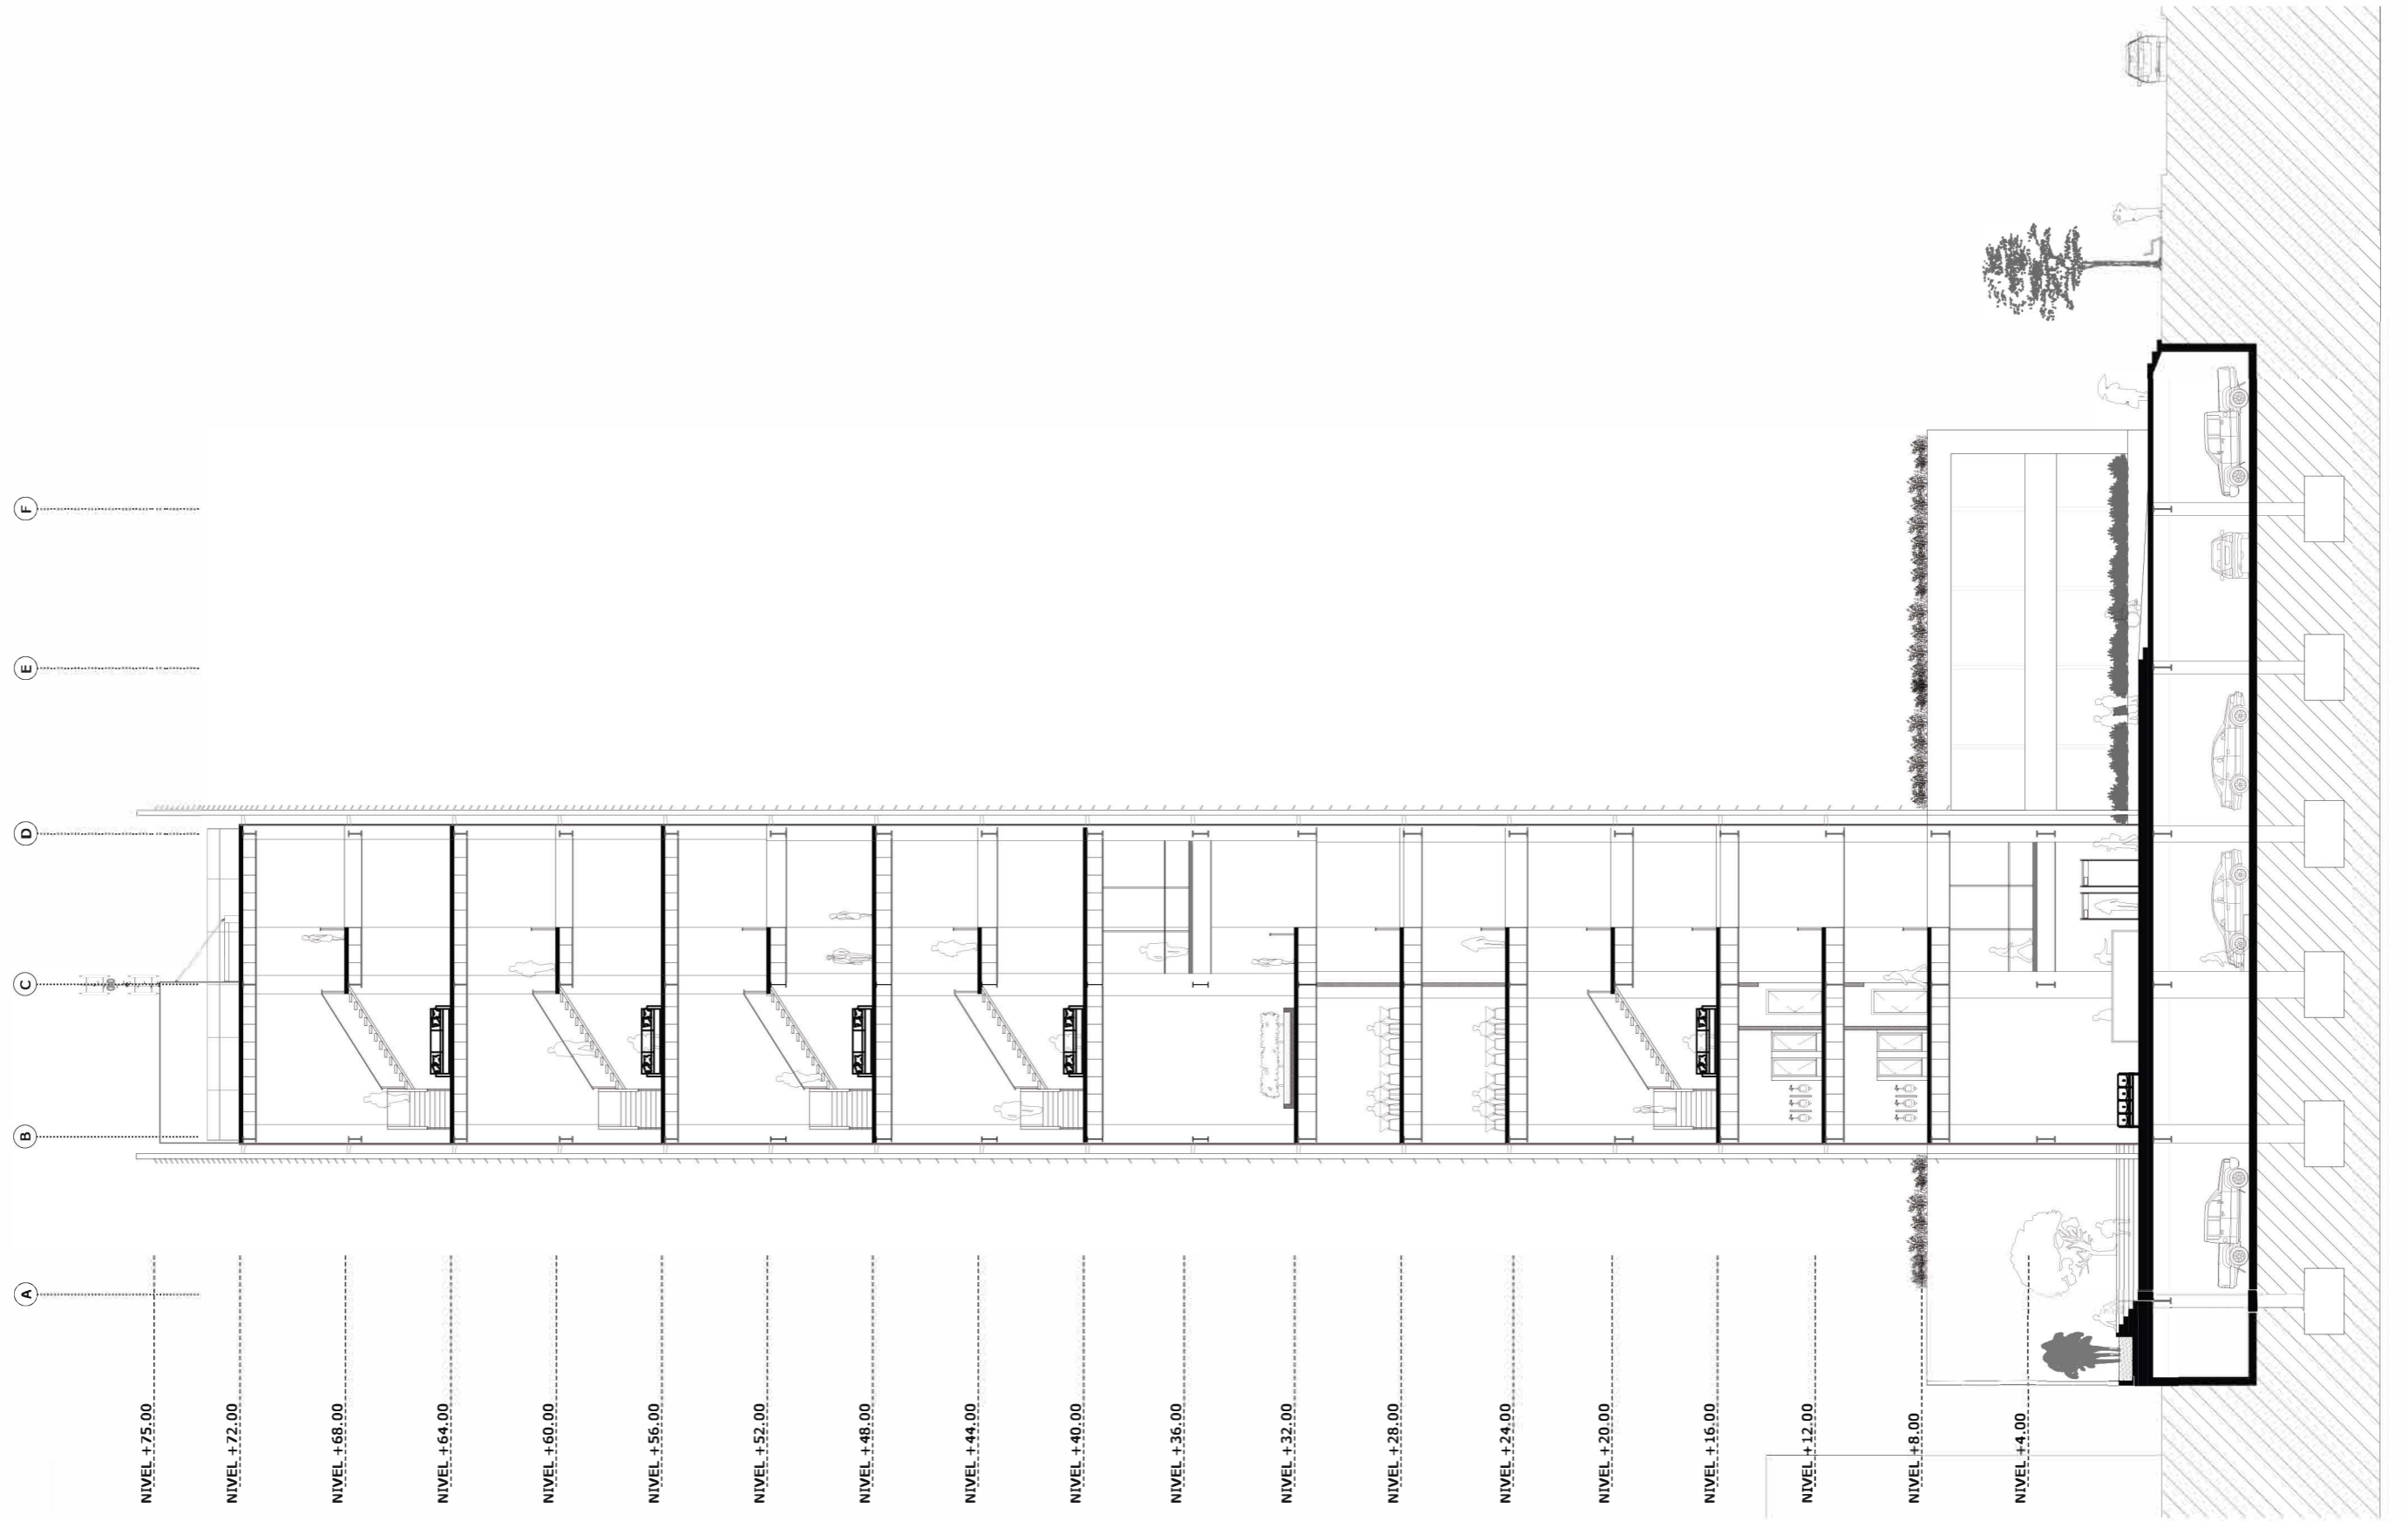 A
B
C
D
E
F
NIVEL +75.00
NIVEL +72.00
NIVEL +68.00
NIVEL +64.00
NIVEL +60.00
NIVEL +56.00
NIVEL +52.00
NIVEL +48.00
NIVEL +44.00
NIVEL +40.00
NIVEL +36.00
NIVEL +32.00
NIVEL +28.00
NIVEL +24.00
NIVEL +20.00
NIVEL +16.00
NIVEL +12.00
NIVEL +8.00
NIVEL +4.00